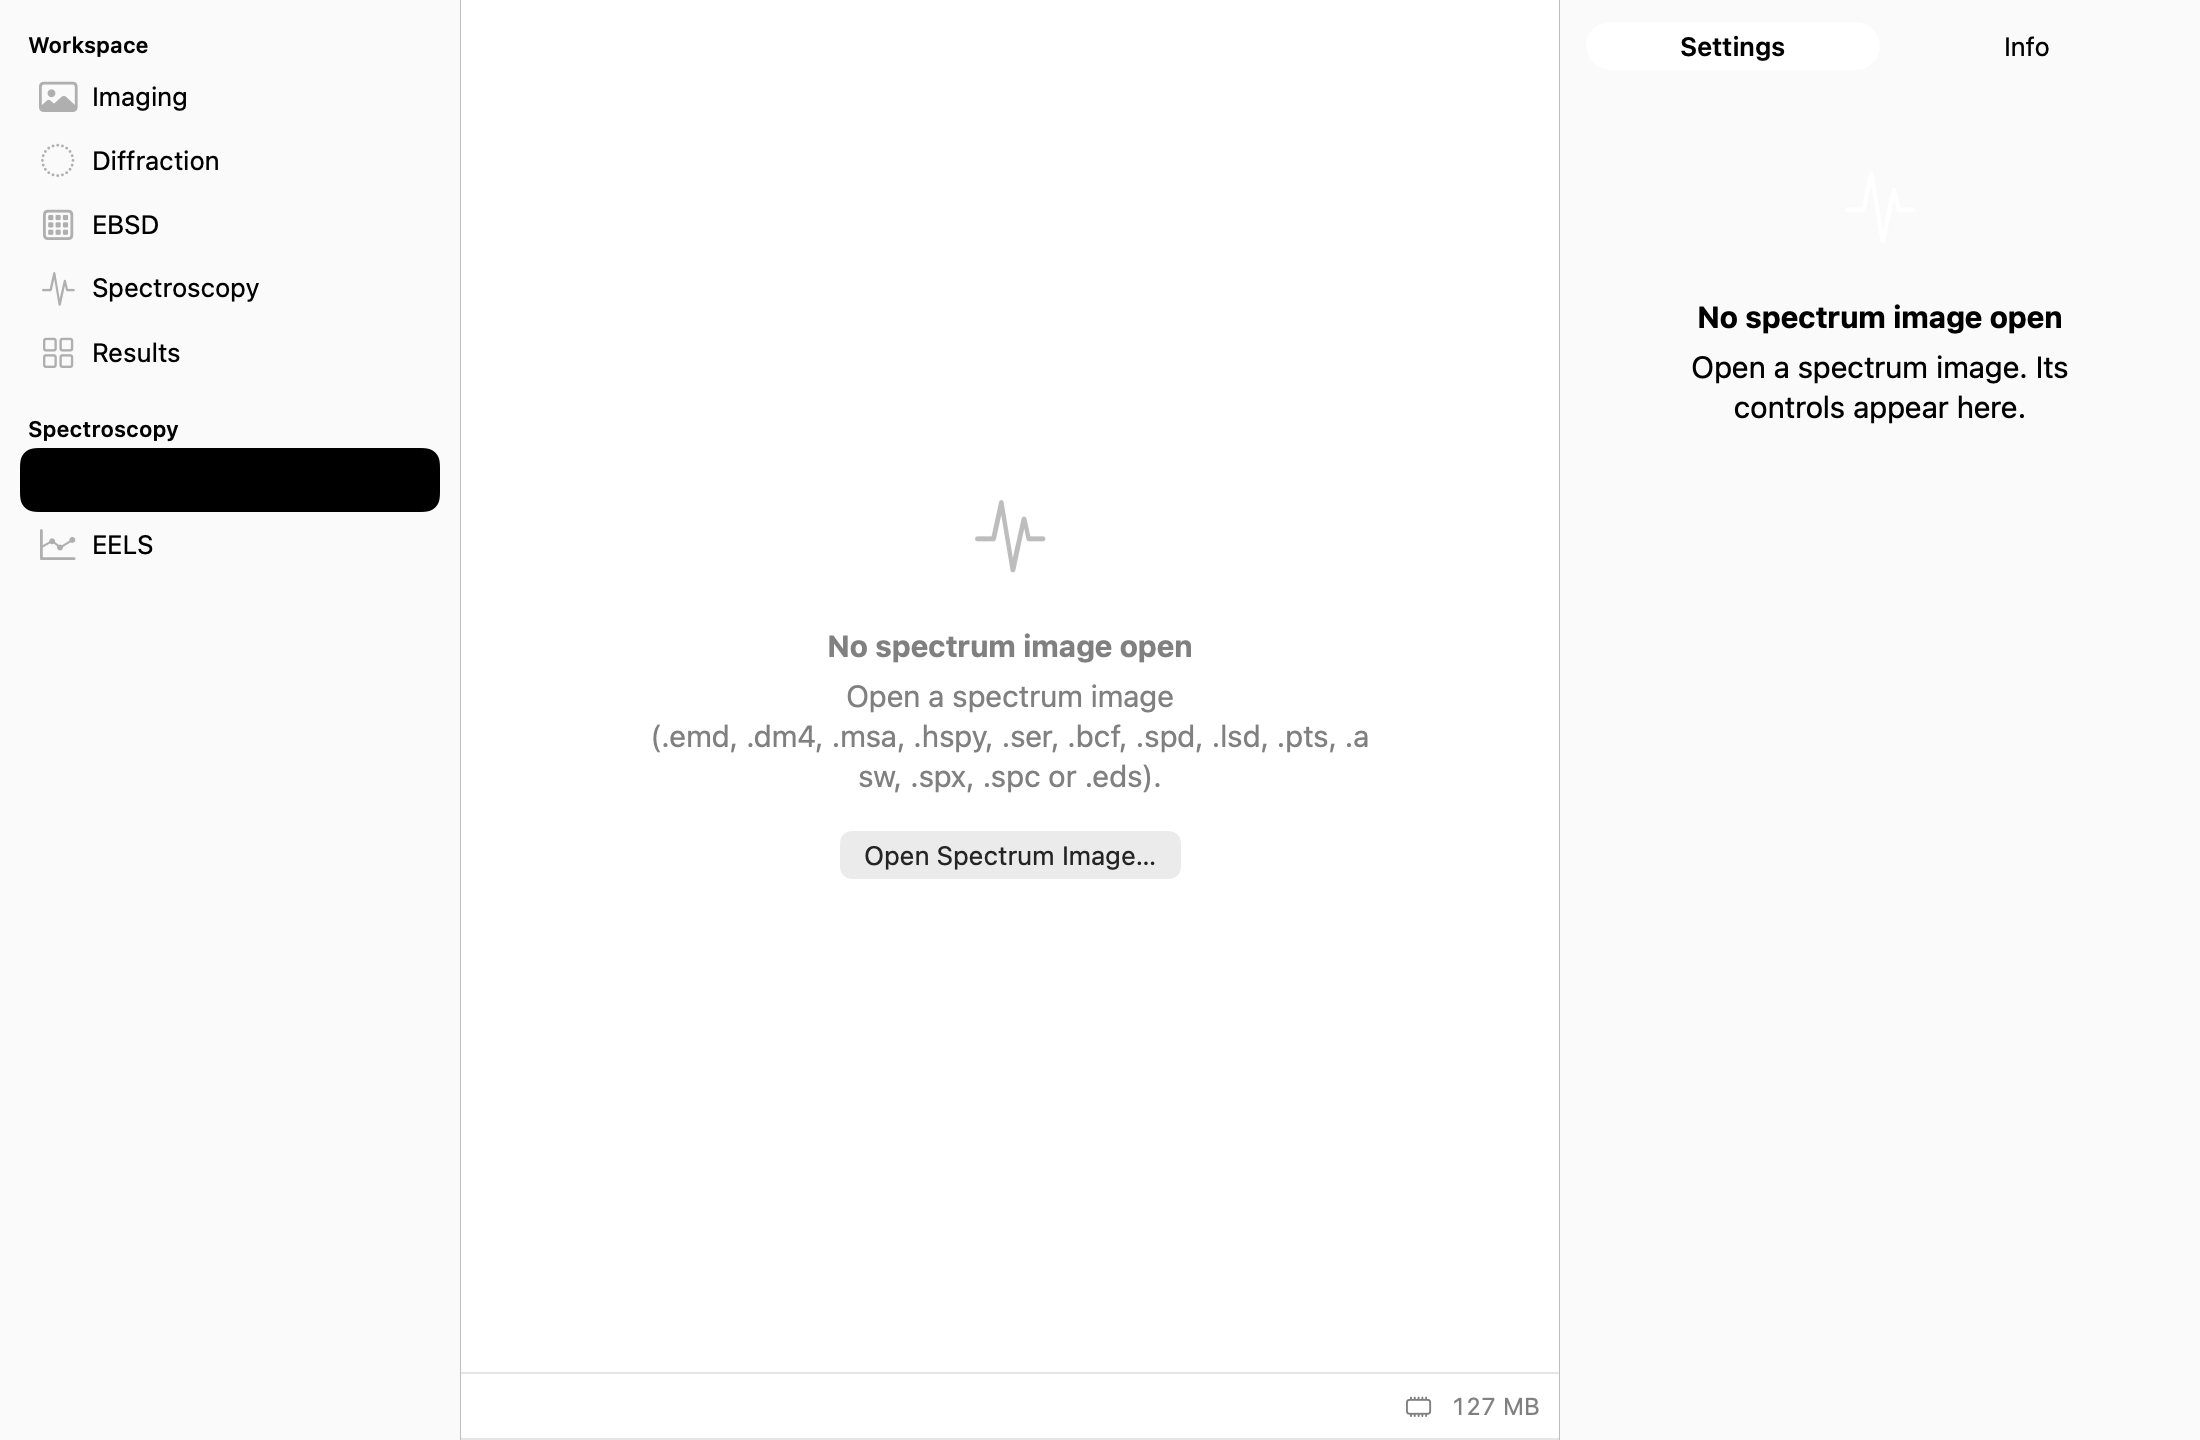 Workspace
Imaging
Diffraction
EBSD
Spectroscopy
Results
Spectroscopy
EELS
No spectrum image open
Open a spectrum image
(.emd, .dm4, .msa, .hspy, .ser, .bcf, .spd, .lsd, .pts, .a
sw, .spx, .spc or .eds).
Open Spectrum Image...
127 MB
Settings
Info
No spectrum image open
Open a spectrum image. Its
controls appear here.